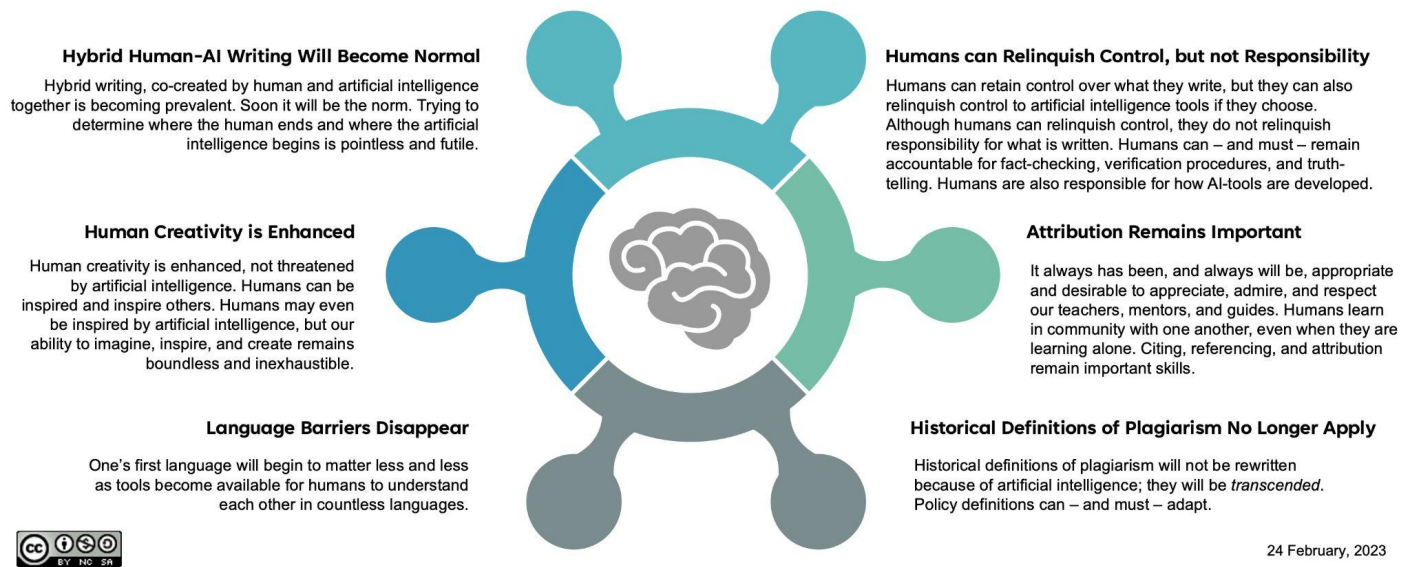 Hybrid Human-AI Writing Will Become Normal
Hybrid writing, co-created by human and artificial intelligence
together is becoming prevalent. Soon it will be the norm. Trying to
determine where the human ends and where the artificial
intelligence begins is pointless and futile.
Humans can Relinquish Control, but not Responsibility
Humans can retain control over what they write, but they can also
relinquish control to artificial intelligence tools if they choose.
Although humans can relinquish control, they do not relinquish
responsibility for what is written. Humans can – and must – remain
accountable for fact-checking, verification procedures, and truth-
telling. Humans are also responsible for how AI-tools are developed.
Human Creativity is Enhanced
Human creativity is enhanced, not threatened
by artificial intelligence. Humans can be
inspired and inspire others. Humans may even
be inspired by artificial intelligence, but our
ability to imagine, inspire, and create remains
boundless and inexhaustible.
Attribution Remains Important
It always has been, and always will be, appropriate
and desirable to appreciate, admire, and respect
our teachers, mentors, and guides. Humans learn
in community with one another, even when they are
learning alone. Citing, referencing, and attribution
remain important skills.
Language Barriers Disappear
One’s first language will begin to matter less and less
as tools become available for humans to understand
each other in countless languages.
Historical Definitions of Plagiarism No Longer Apply
Historical definitions of plagiarism will not be rewritten
because of artificial intelligence; they will be transcended.
Policy definitions can – and must – adapt.
cc
BY NC SA
24 February, 2023